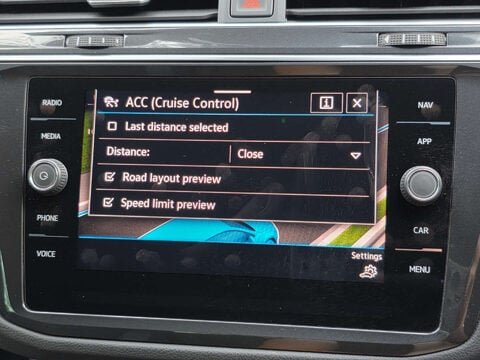 RADIO
MEDIA
PHONE
VOICE
ACC (Cruise Control)
Last distance selected
Distance: Close
Road layout preview
Speed limit preview
Settings
NAV
APP
CAR
MENU